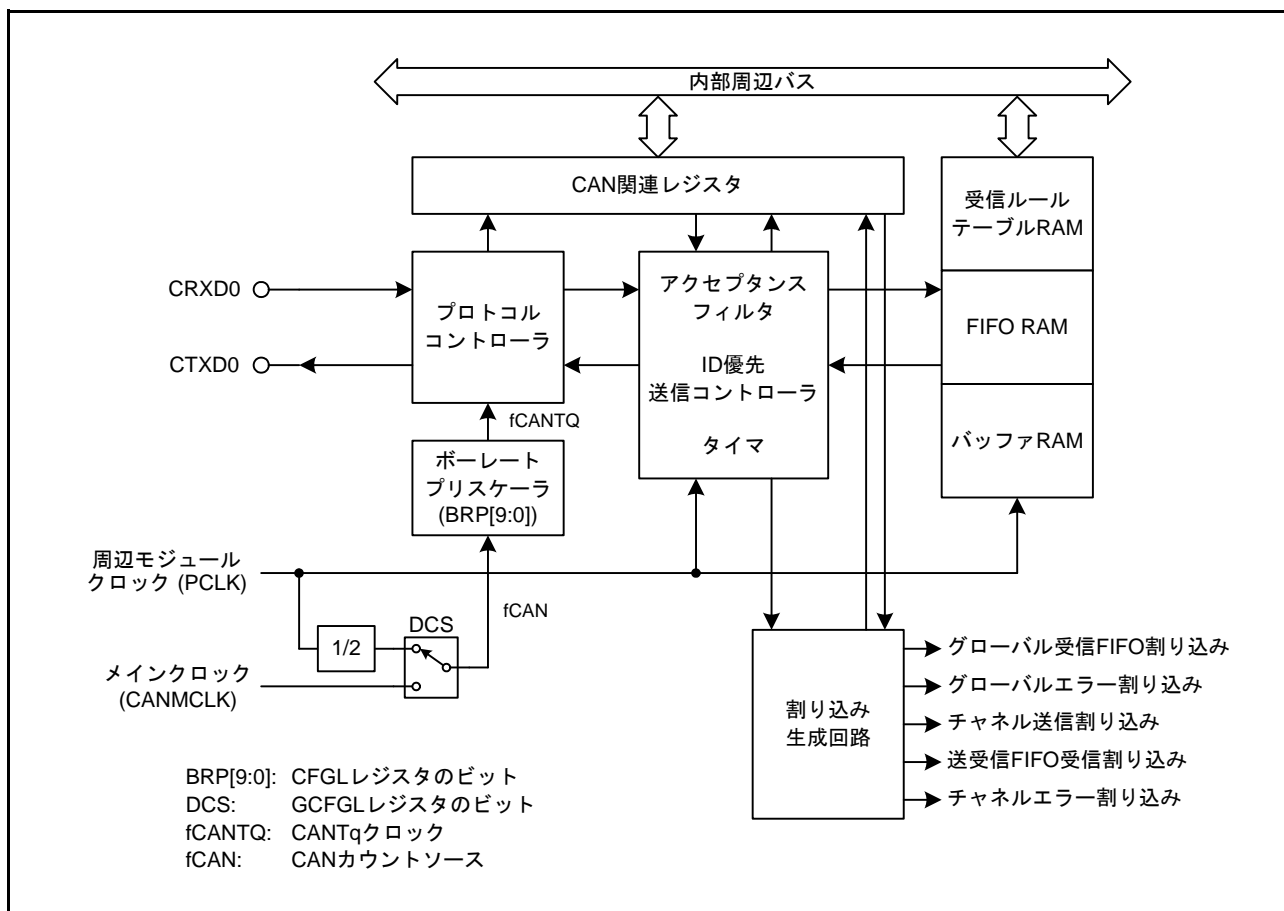 内部周辺バス
CAN関連レジスタ
受信ルール
テーブルRAM
FIFO RAM
バッファRAM
CRXD0
CTXD0
プロトコル
コントローラ
アクセプタンス
フィルタ
ID優先
送信コントローラ
タイマ
fCANTQ
ボーレート
プリスケーラ
(BRP[9:0])
周辺モジュール
クロック (PCLK)
fCAN
DCS
1/2
メインクロック
(CANMCLK)
割り込み
生成回路
グローバル受信FIFO割り込み
グローバルエラー割り込み
チャネル送信割り込み
送受信FIFO受信割り込み
チャネルエラー割り込み
BRP[9:0]: CFGLレジスタのビット
DCS: GCFGLレジスタのビット
fCANTQ: CANTqクロック
fCAN: CANカウントソース